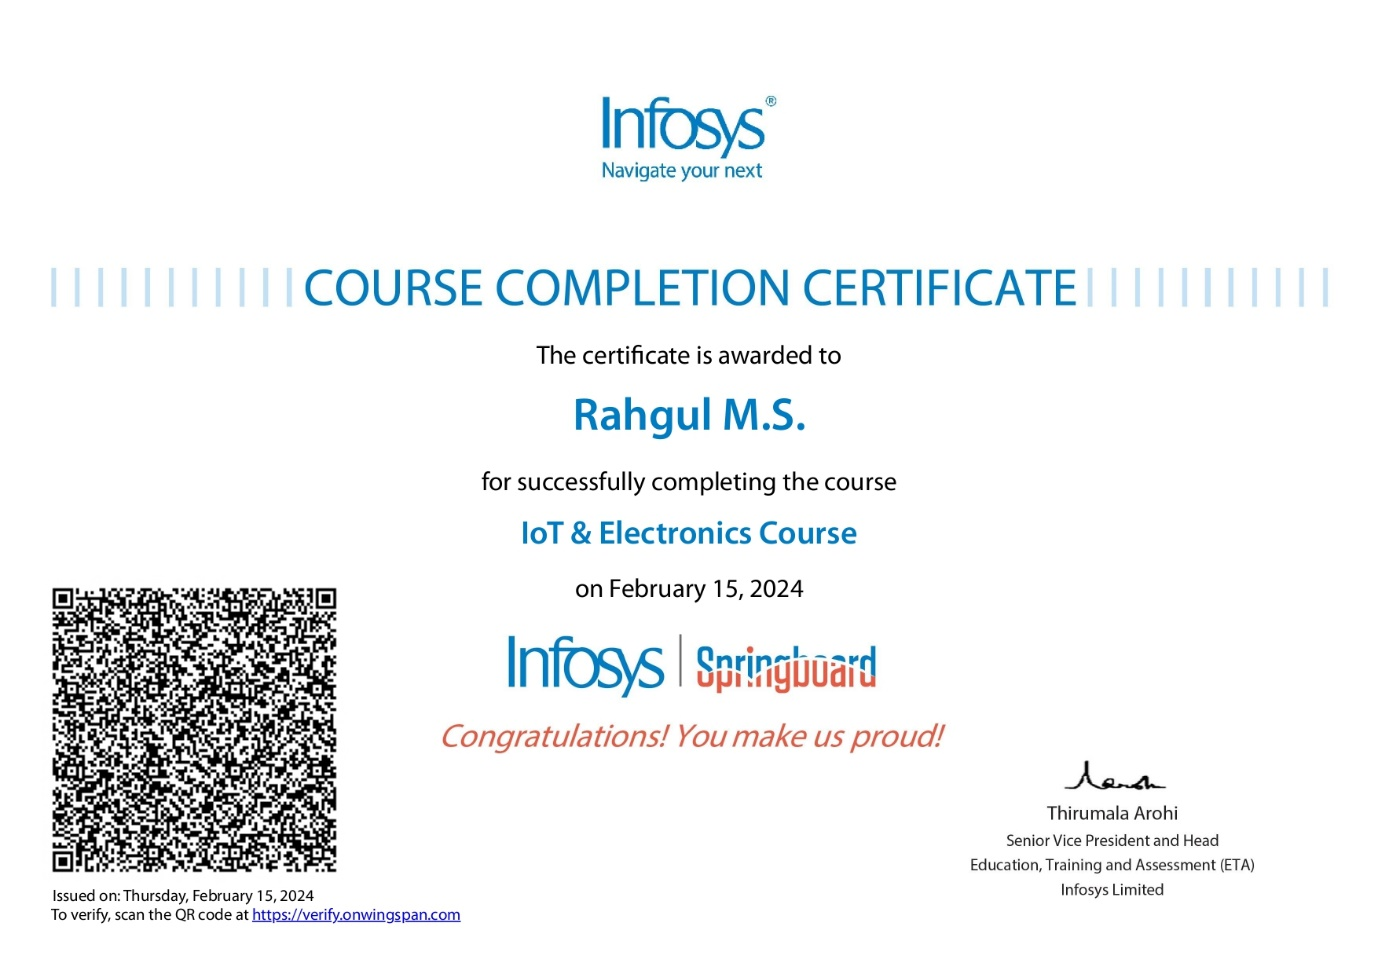 Infosys®
Navigate your next
COURSE COMPLETION CERTIFICATE
The certificate is awarded to
Rahgul M.S.
for successfully completing the course
IoT & Electronics Course
on February 15, 2024
Infosys | Springboard
Congratulations! You make us proud!
Thirumala Arohi
Senior Vice President and Head
Education, Training and Assessment (ETA)
Infosys Limited
Issued on: Thursday, February 15, 2024
To verify, scan the QR code at https://verify.onwingspan.com